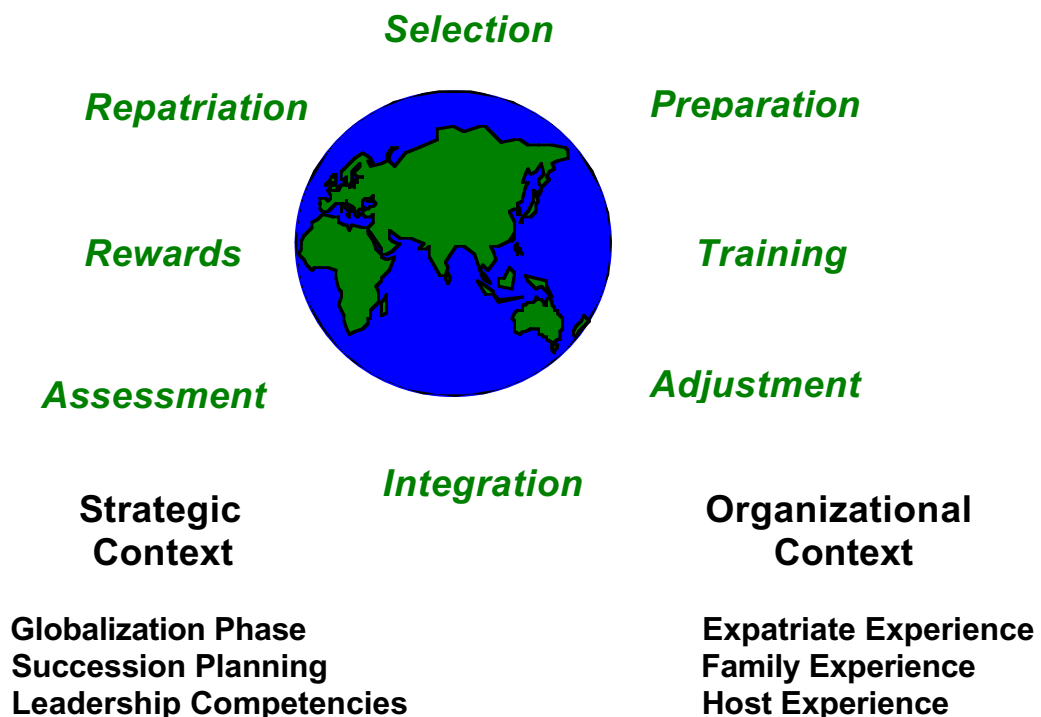 Selection
Repatriation
Preparation
Rewards
Training
Assessment
Adjustment
Integration
Strategic
Context
Organizational
Context
Globalization Phase
Succession Planning
Leadership Competencies
Expatriate Experience
Family Experience
Host Experience